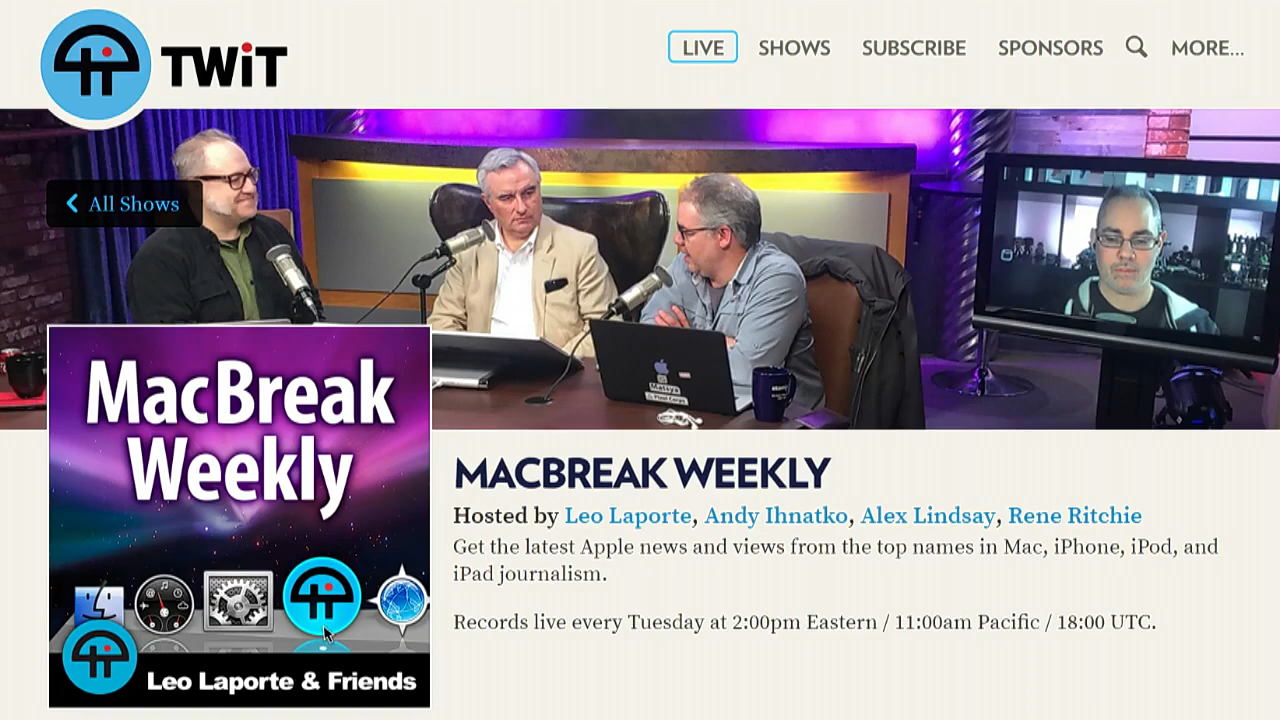 TWiT
LIVE
SHOWS
SUBSCRIBE
SPONSORS
MORE...
All Shows
MacBreak
Weekly
Leo Laporte & Friends
MACBREAK WEEKLY
Hosted by Leo Laporte, Andy Ihnatko, Alex Lindsay, Rene Ritchie
Get the latest Apple news and views from the top names in Mac, iPhone, iPod, and
iPad journalism.
Records live every Tuesday at 2:00pm Eastern / 11:00am Pacific / 18:00 UTC.